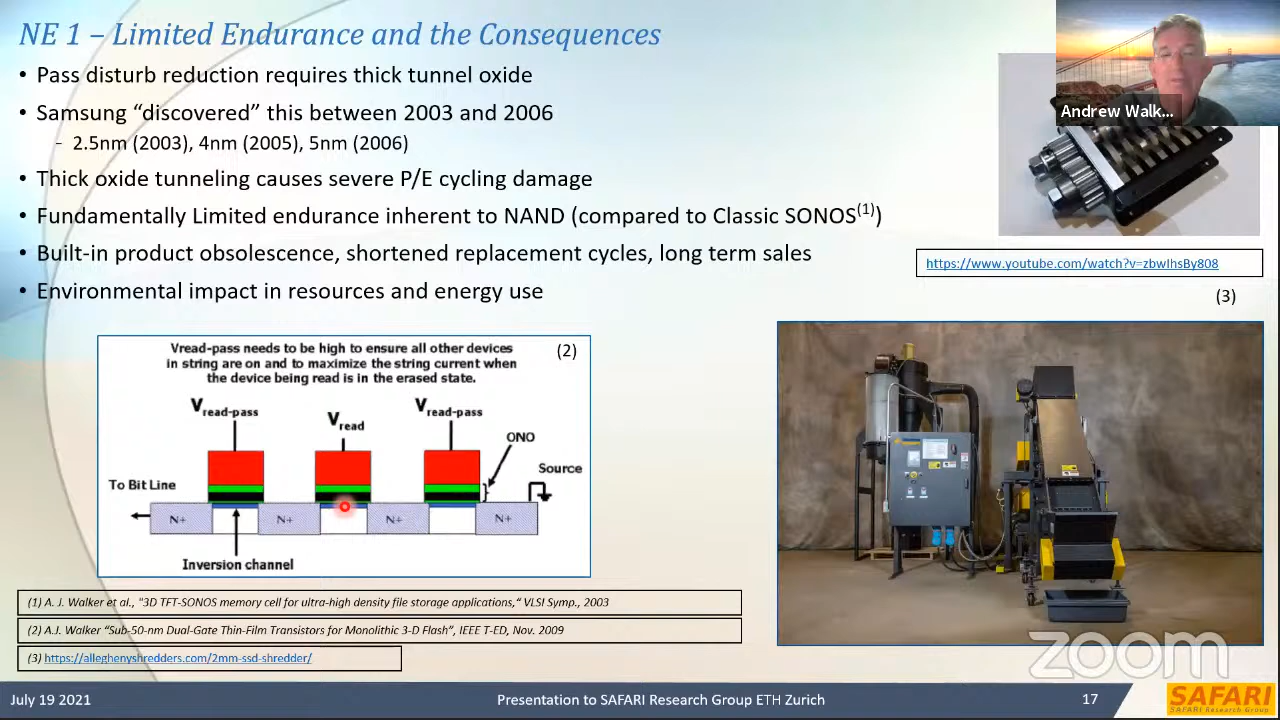 NE 1 – Limited Endurance and the Consequences
• Pass disturb reduction requires thick tunnel oxide
• Samsung “discovered” this between 2003 and 2006
- 2.5nm (2003), 4nm (2005), 5nm (2006)
• Thick oxide tunneling causes severe P/E cycling damage
• Fundamentally Limited endurance inherent to NAND (compared to Classic SONOS(1))
• Built-in product obsolescence, shortened replacement cycles, long term sales
• Environmental impact in resources and energy use
Andrew Walk...
https://www.youtube.com/watch?v=zbwIhsBy808
(3)
Vread-pass needs to be high to ensure all other devices
in string are on and to maximize the string current when
the device being read is in the erased state.
(2)
Vread-pass
Vread
Vread-pass
ONO
Source
To Bit Line
N+
N+
N+
N+
Inversion channel
(1) A. J. Walker et al., "3D TFT-SONOS memory cell for ultra-high density file storage applications,“ VLSI Symp., 2003
(2) A.J. Walker “Sub-50-nm Dual-Gate Thin-Film Transistors for Monolithic 3-D Flash”, IEEE T-ED, Nov. 2009
(3) https://alleghenyshredders.com/2mm-ssd-shredder/
zoom
July 19 2021
Presentation to SAFARI Research Group ETH Zurich
17
SAFARI
SAFARI Research Group